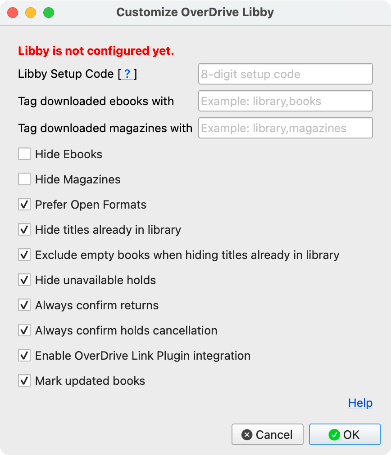 Customize OverDrive Libby
Libby is not configured yet.
Libby Setup Code [ ? ] 8-digit setup code
Tag downloaded ebooks with Example: library,books
Tag downloaded magazines with Example: library,magazines
Hide Ebooks
Hide Magazines
Prefer Open Formats
Hide titles already in library
Exclude empty books when hiding titles already in library
Hide unavailable holds
Always confirm returns
Always confirm holds cancellation
Enable OverDrive Link Plugin integration
Mark updated books
Help
Cancel OK